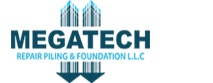 MEGATECH
REPAIR PILING & FOUNDATION L.L.C